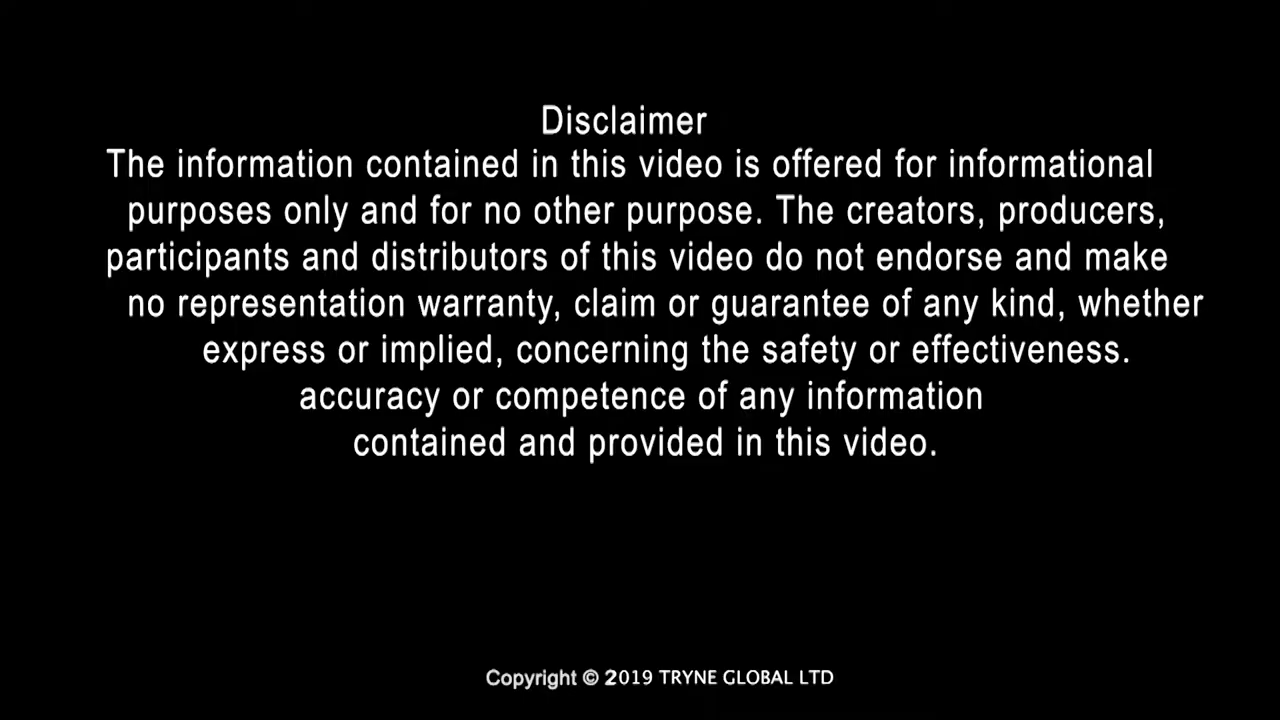 Disclaimer
The information contained in this video is offered for informational
purposes only and for no other purpose. The creators, producers,
participants and distributors of this video do not endorse and make
no representation warranty, claim or guarantee of any kind, whether
express or implied, concerning the safety or effectiveness.
accuracy or competence of any information
contained and provided in this video.
Copyright © 2019 TRYNE GLOBAL LTD